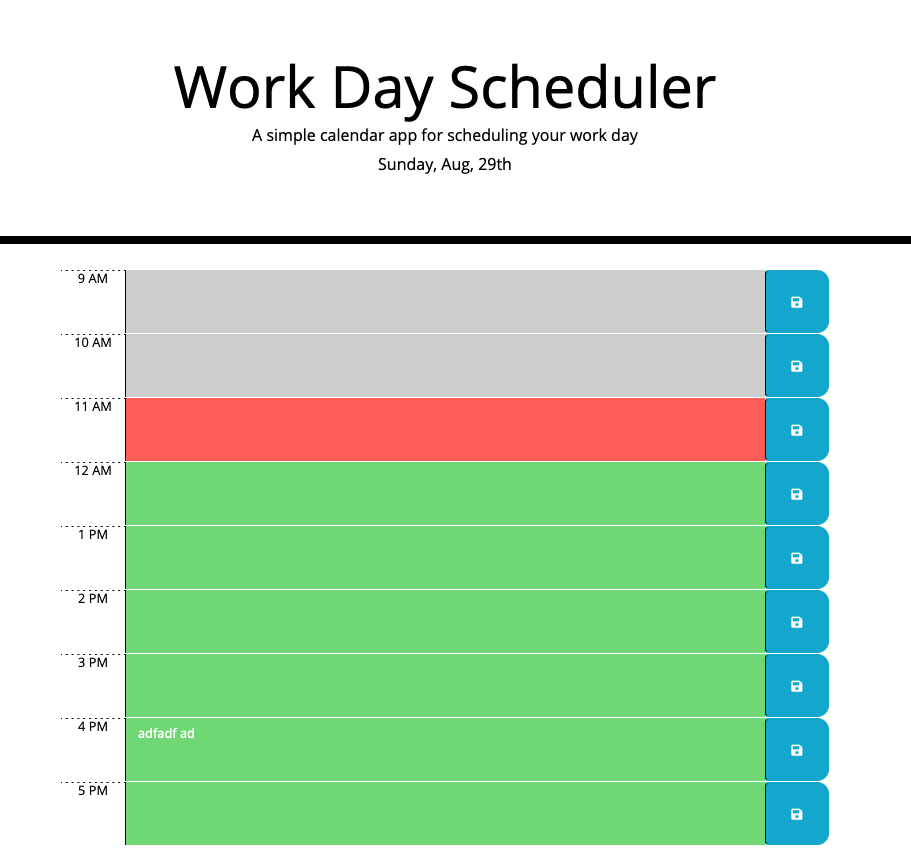 Work Day Scheduler
A simple calendar app for scheduling your work day
Sunday, Aug, 29th
9 AM
10 AM
11 AM
12 AM
1 PM
2 PM
3 PM
4 PM adfadf ad
5 PM